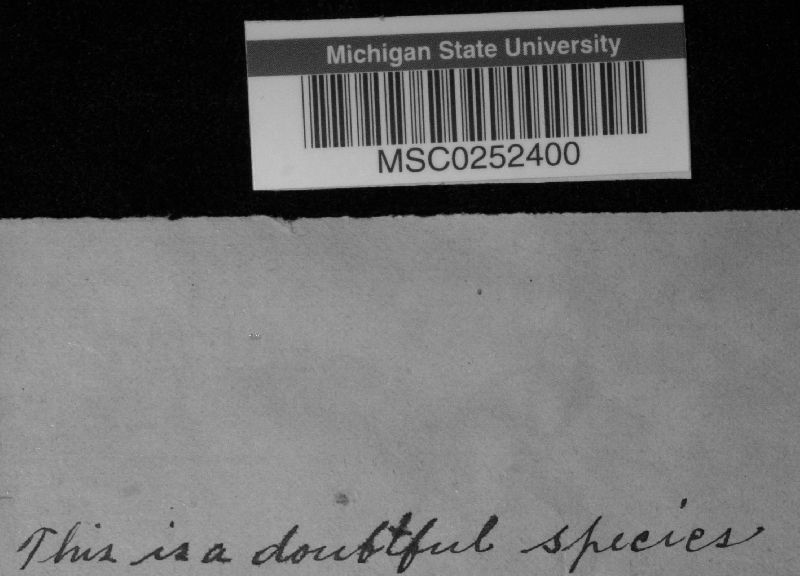 Michigan State University
MSC0252400
This is a doubtful species